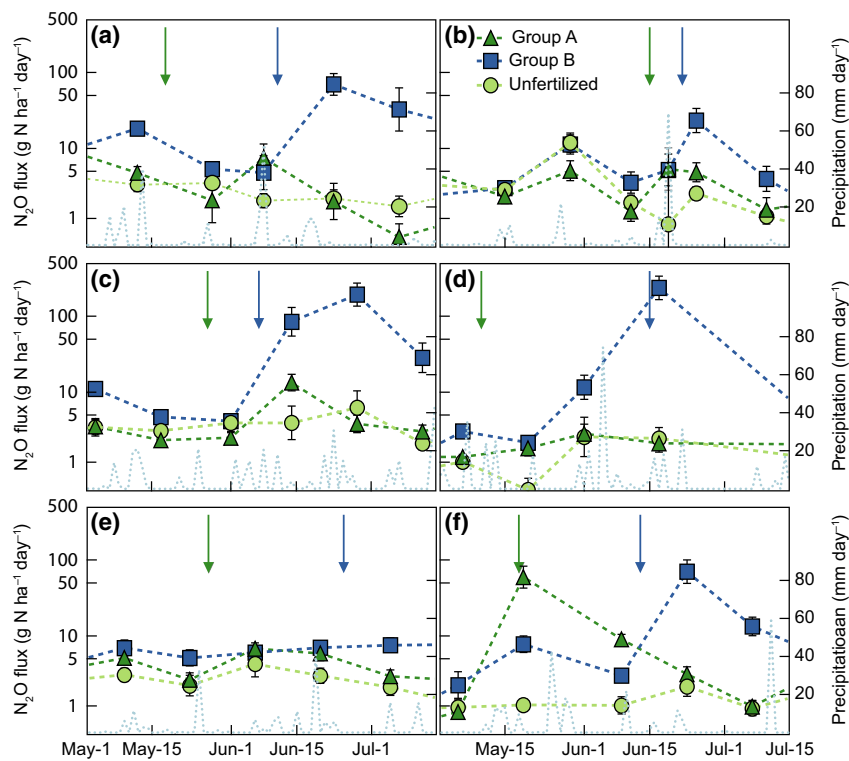 (a)
(b)
Group A
Group B
Unfertilized
500
100
50
10
5
1
N₂O flux (g N ha⁻¹ day⁻¹)
80
60
40
20
Precipitation (mm day⁻¹)
(c)
(d)
500
100
50
10
5
1
N₂O flux (g N ha⁻¹ day⁻¹)
80
60
40
20
Precipitation (mm day⁻¹)
(e)
(f)
500
100
50
10
5
1
N₂O flux (g N ha⁻¹ day⁻¹)
80
60
40
20
Precipitatioaan (mm day⁻¹)
May-1 May-15 Jun-1 Jun-15 Jul-1
May-15 Jun-1 Jun-15 Jul-1 Jul-15